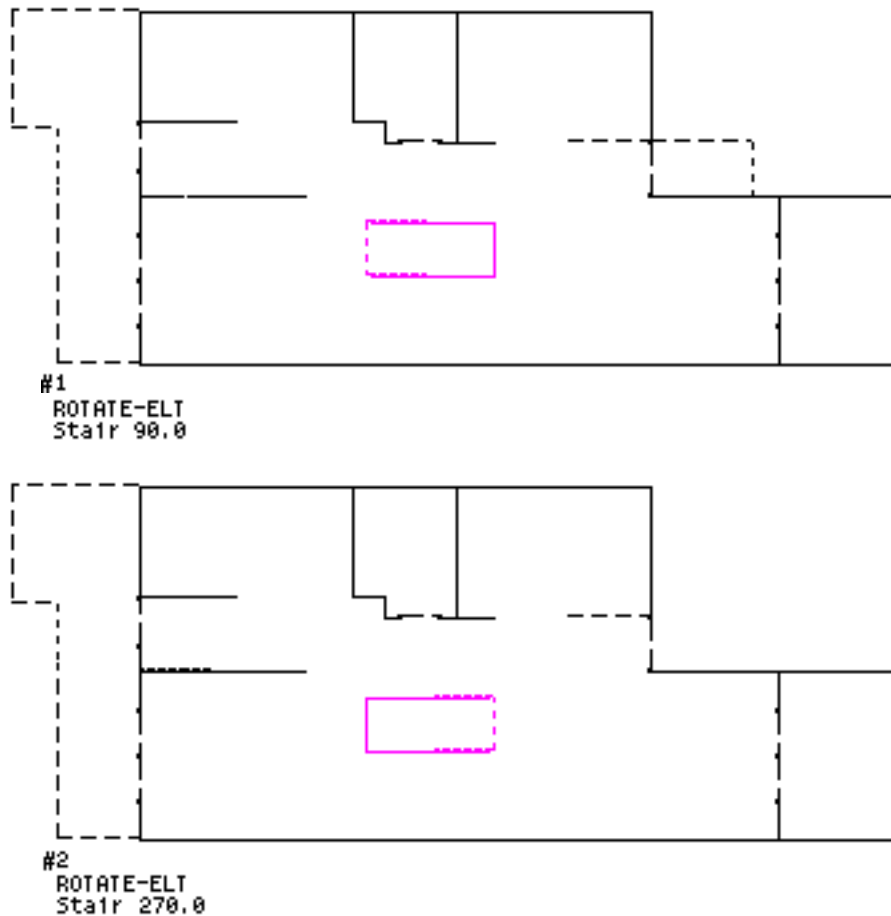 #1
ROTATE-ELT
Stair 90.0
#2
ROTATE-ELT
Stair 270.0